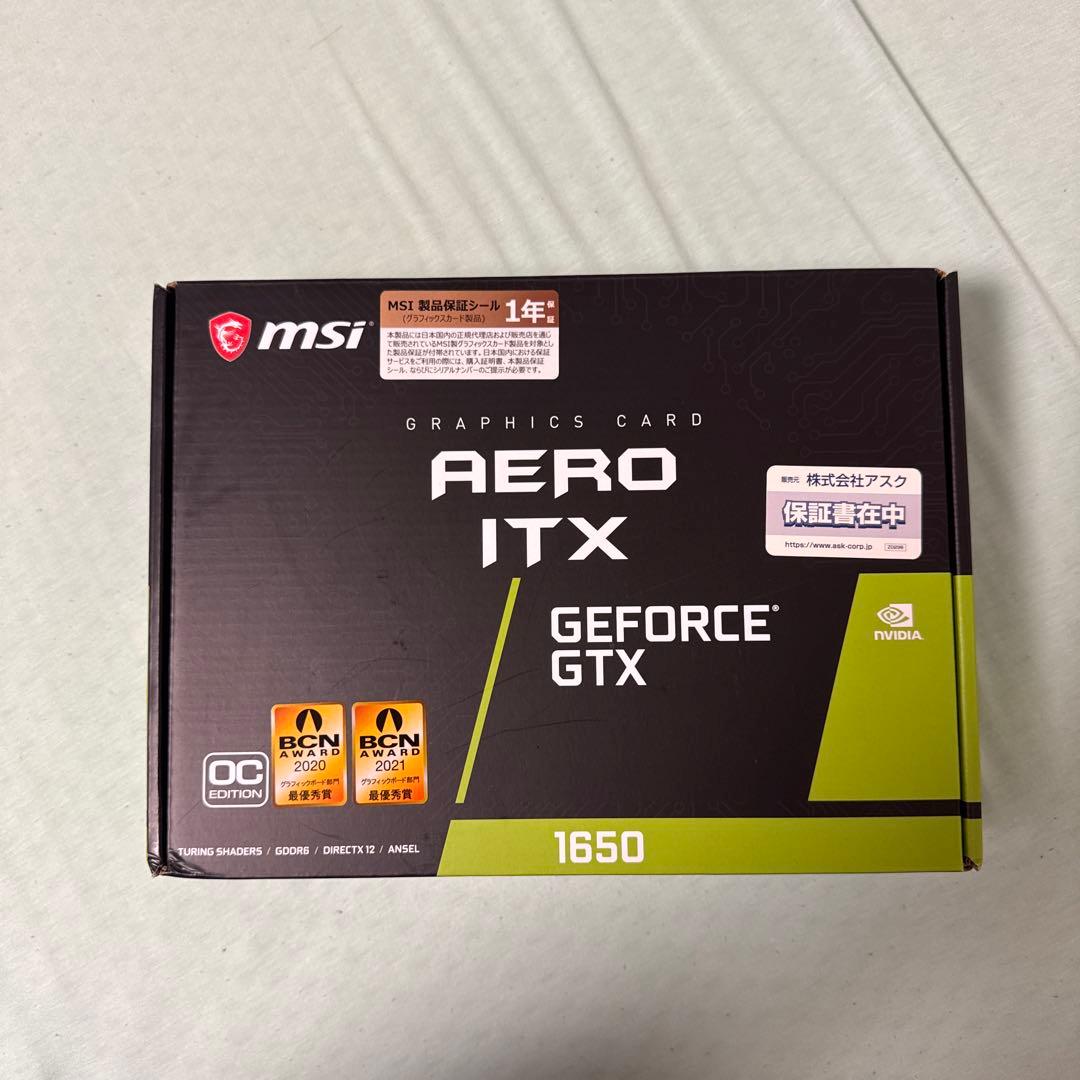 msi
MSI 製品保証シール
(グラフィックスカード製品)
1年保証
本製品には日本国内の正規代理店および販売店を通じ
て販売されているMSI製グラフィックスカード製品を対象とし
た製品保証が付帯されています。日本国内における保証
サービスをご利用の際には、購入証明書、本製品保証
シール、ならびにシリアルナンバーのご提示が必要です。
GRAPHICS CARD
AERO
ITX
販売元 株式会社アスク
保証書在中
https://www.ask-corp.jp
GEFORCE®
GTX
NVIDIA
BCN
AWARD
2020
グラフィックボード部門
最優秀賞
BCN
AWARD
2021
グラフィックボード部門
最優秀賞
OC
EDITION
TURING SHADERS / GDDR6 / DIRECTX 12 / ANSEL
1650